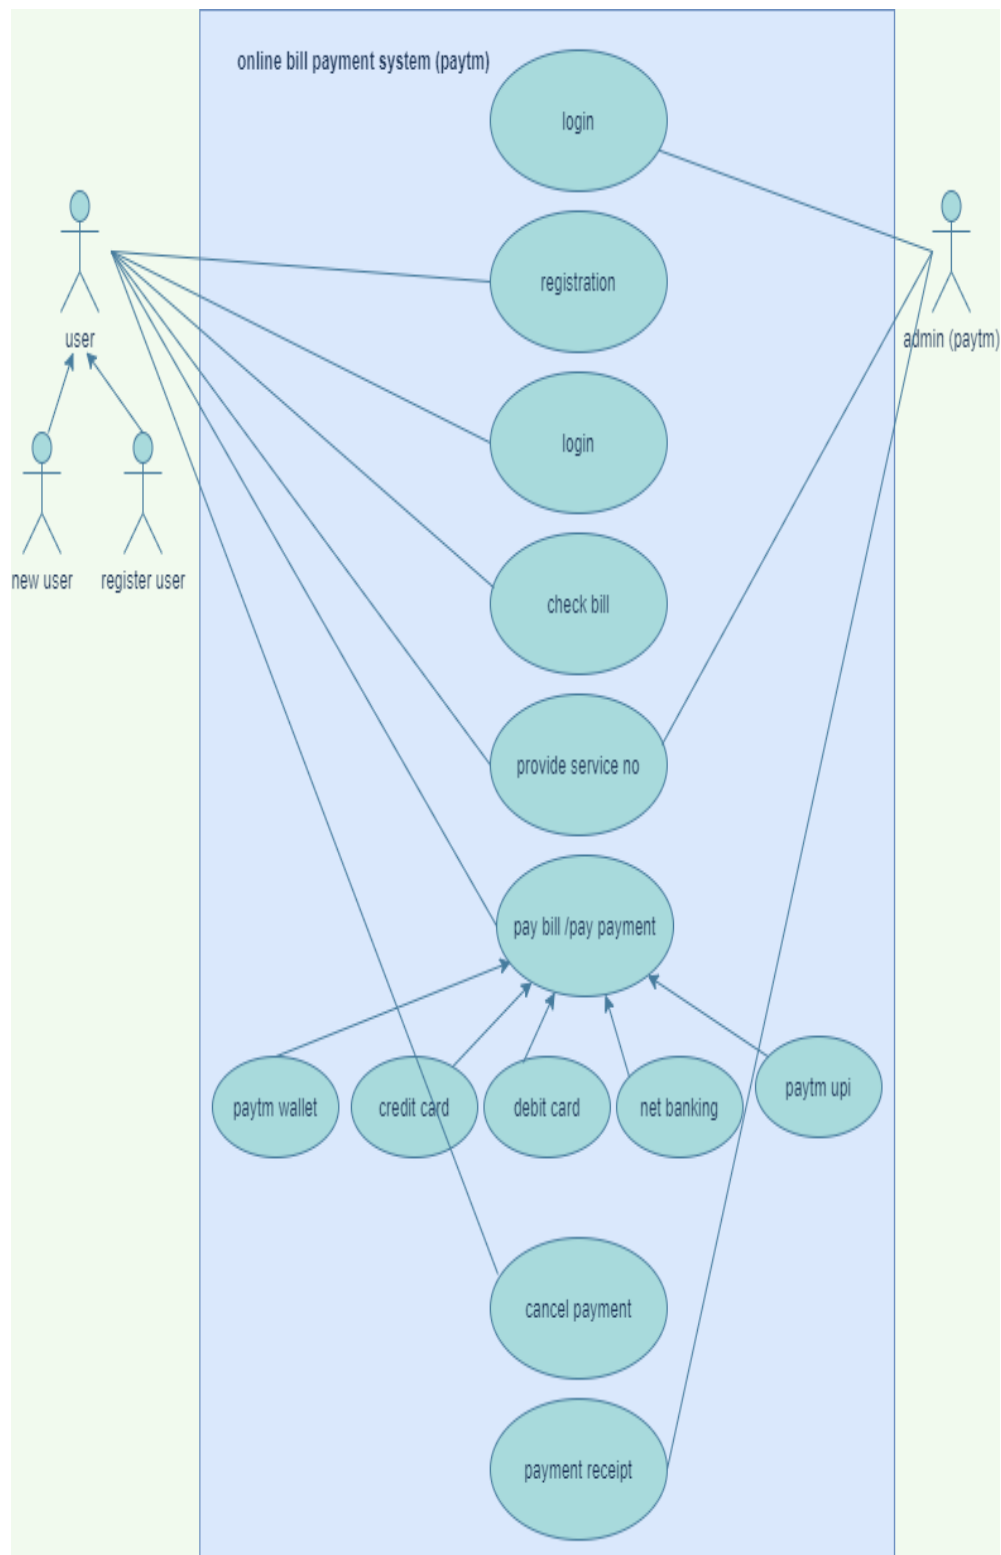 online bill payment system (paytm)
login
registration
user
admin (paytm)
login
new user
register user
check bill
provide service no
pay bill /pay payment
paytm wallet
credit card
debit card
net banking
paytm upi
cancel payment
payment receipt